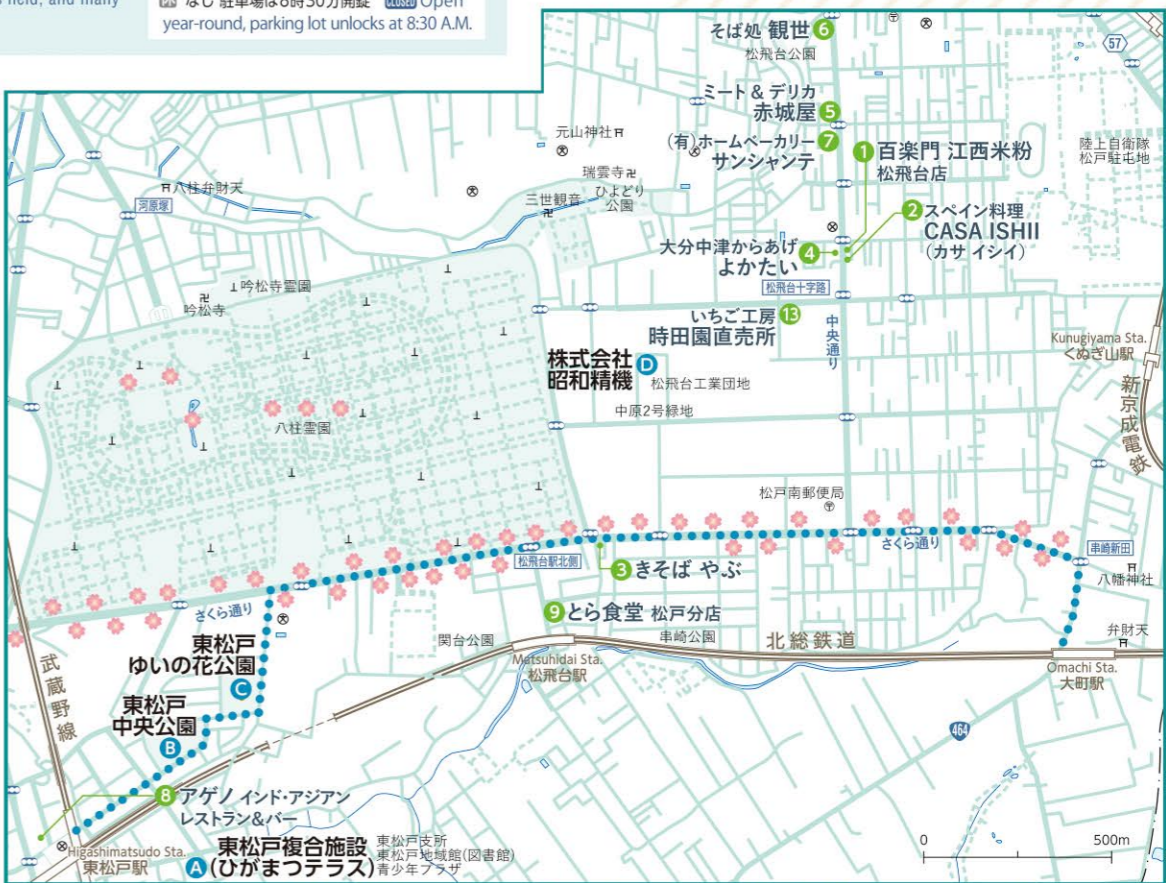 held, and many
なし 駐車場は8時30分開錠 CLOSED Open
year-round, parking lot unlocks at 8:30 A.M.
そば処 観世 6
松飛台公園
57
ミート & デリカ
赤城屋 5
(有)ホームベーカリー
サンシャンテ 7
1 百楽門 江西米粉
松飛台店
陸上自衛隊
松戸駐屯地
元山神社
瑞雲寺
ひよどり
公園
三世観音
八柱弁財天
河原塚
2 スペイン料理
CASA ISHII
(カサ イシイ)
大分中津からあげ
よかたい 4
松飛台十字路
吟松寺霊園
吟松寺
いちご工房 13
時田園直売所
中央通り
Kunugiyama Sta.
くぬぎ山駅
新京成電鉄
株式会社
昭和精機 D
松飛台工業団地
中原2号緑地
八柱霊園
松戸南郵便局
さくら通り
串崎新田
八幡神社
松飛台駅北側
3 きそば やぶ
さくら通り
9 とら食堂 松戸分店
関台公園
串崎公園
北総鉄道
弁財天
Matsuhidai Sta.
松飛台駅
Omachi Sta.
大町駅
武蔵野線
東松戸
ゆいの花公園
C
東松戸
中央公園
B
464
8 アゲノ インド・アジアン
レストラン&バー
Higashimatsudo Sta.
東松戸駅
A 東松戸複合施設
(ひがまつテラス)
東松戸支所
東松戸地域館(図書館)
青少年プラザ
0 500m